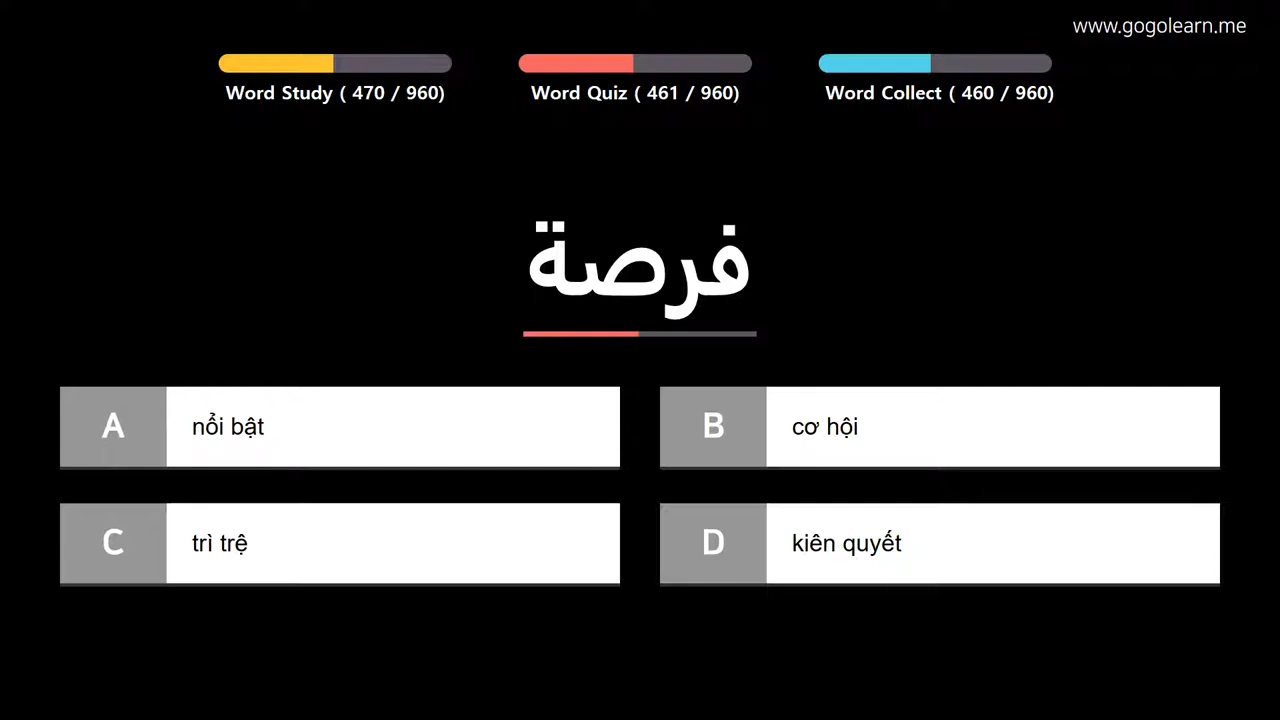 www.gogolearn.me
Word Study ( 470 / 960)
Word Quiz ( 461 / 960)
Word Collect ( 460 / 960)
فرصة
A
nổi bật
B
cơ hội
C
trì trệ
D
kiên quyết